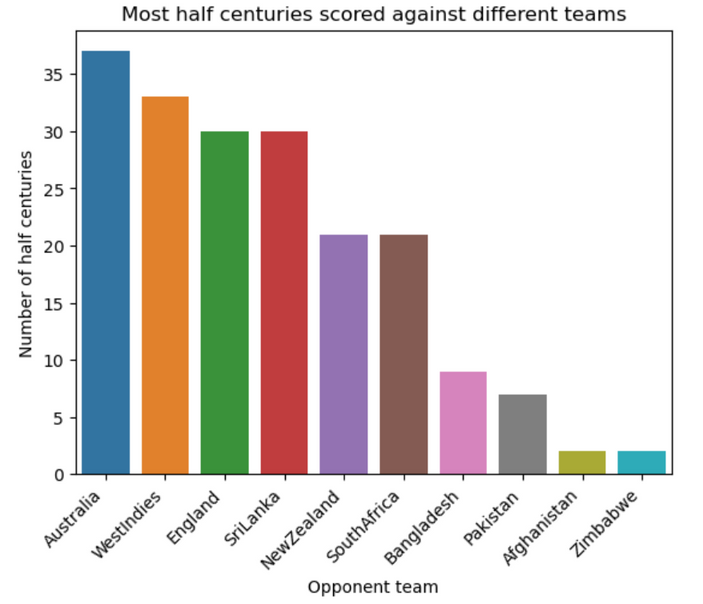 Most half centuries scored against different teams
Number of half centuries
35
30
25
20
15
10
5
0
Australia
WestIndies
England
SriLanka
NewZealand
SouthAfrica
Bangladesh
Pakistan
Afghanistan
Zimbabwe
Opponent team